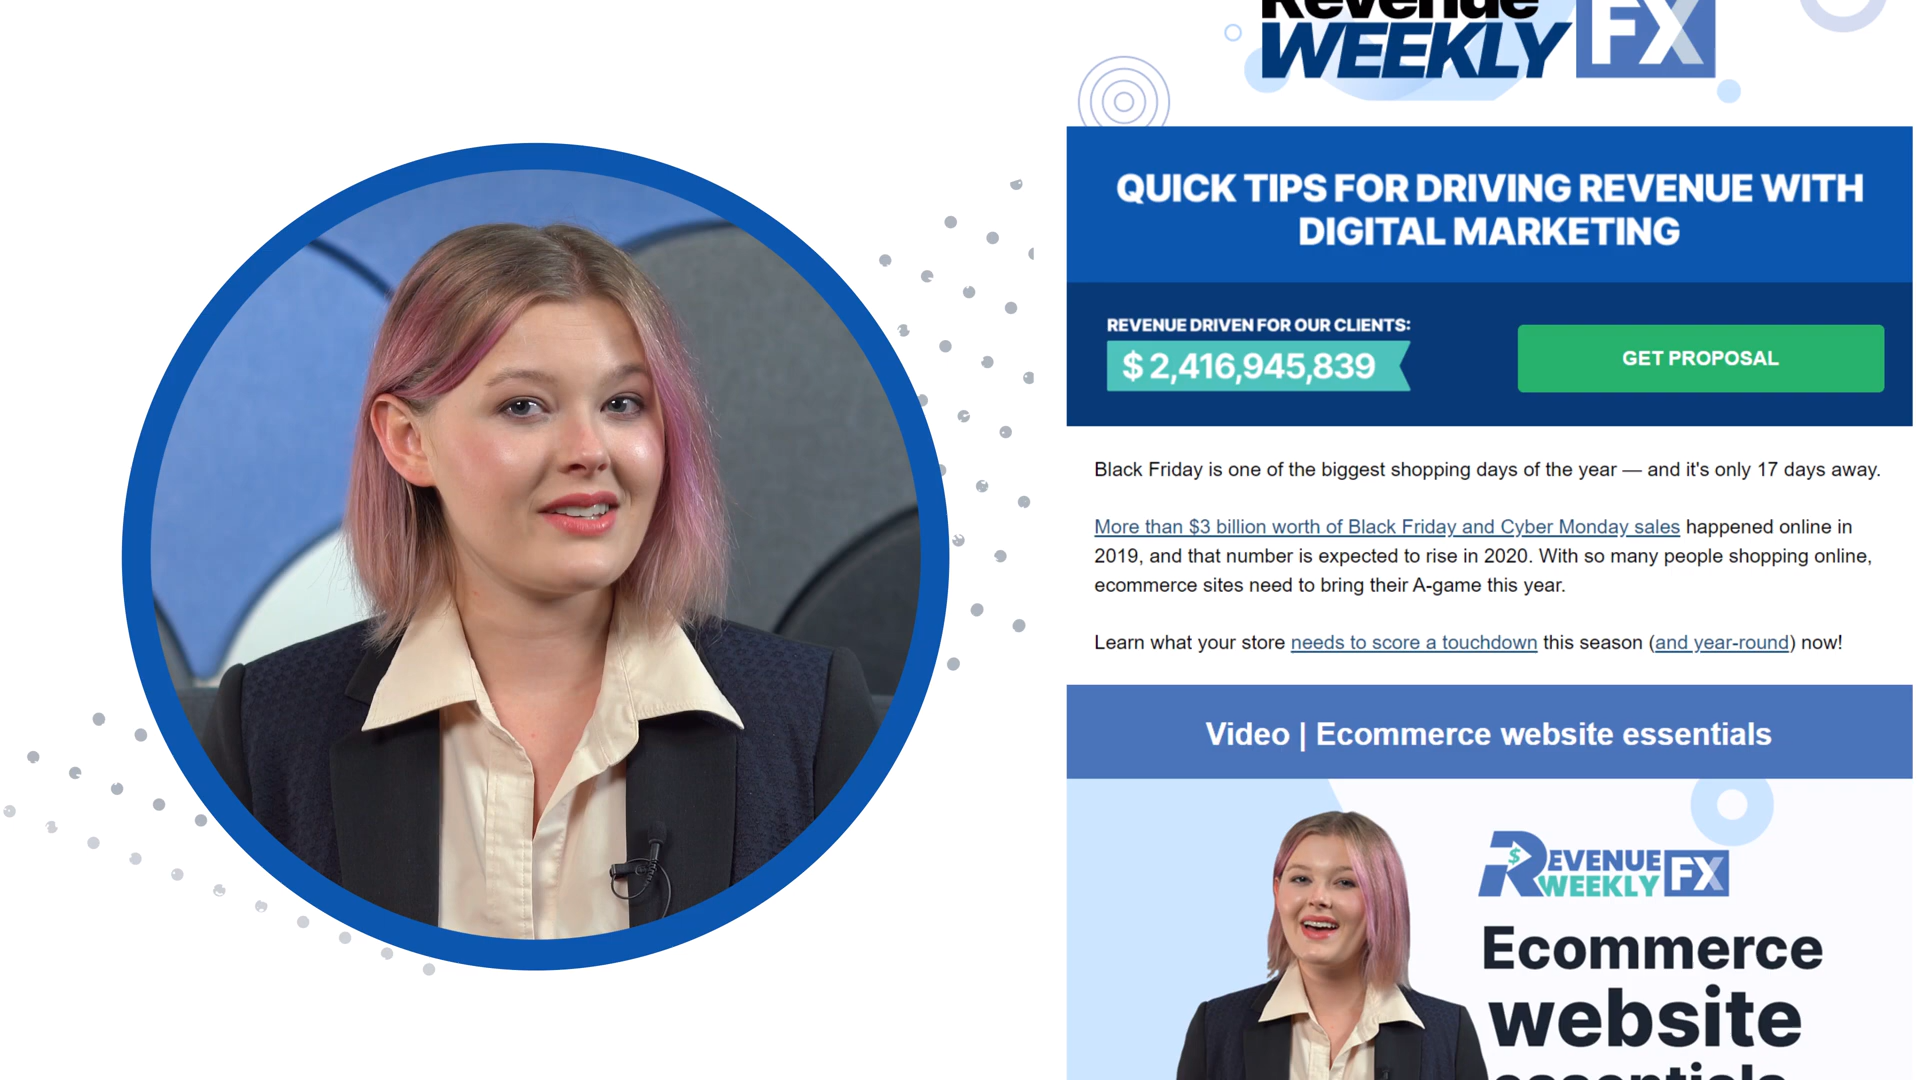 Revenue
WEEKLY FX
QUICK TIPS FOR DRIVING REVENUE WITH
DIGITAL MARKETING
REVENUE DRIVEN FOR OUR CLIENTS:
$ 2,416,945,839
GET PROPOSAL
Black Friday is one of the biggest shopping days of the year — and it's only 17 days away.
More than $3 billion worth of Black Friday and Cyber Monday sales happened online in
2019, and that number is expected to rise in 2020. With so many people shopping online,
ecommerce sites need to bring their A-game this year.
Learn what your store needs to score a touchdown this season (and year-round) now!
Video | Ecommerce website essentials
REVENUE
WEEKLY FX
$
Ecommerce
website
essentials